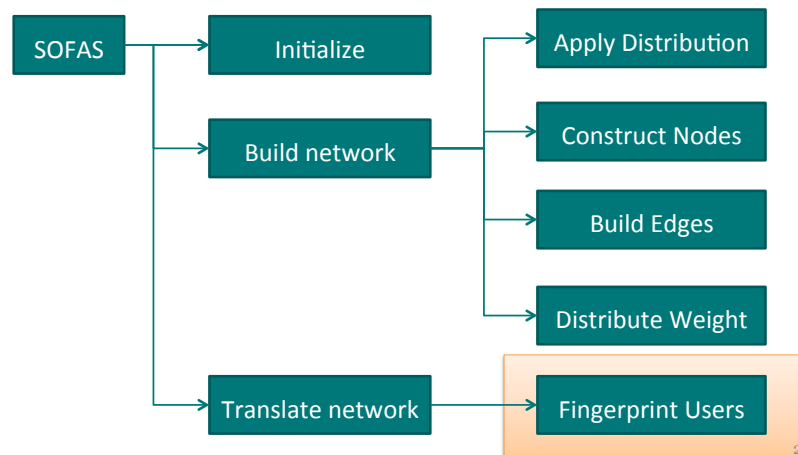 SOFAS
Initialize
Apply Distribution
Build network
Construct Nodes
Build Edges
Distribute Weight
Translate network
Fingerprint Users